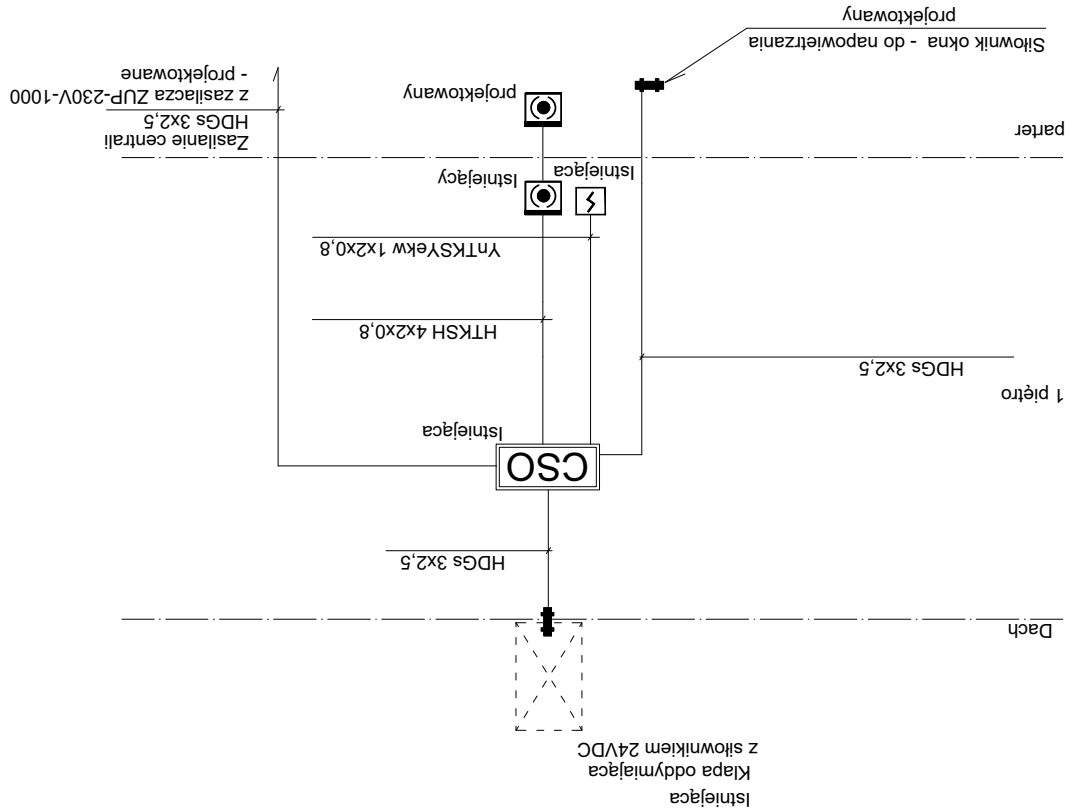 Istniejąca
Klapa oddymiająca
z siłownikiem 24VDC
Dach
HDGs 3x2,5
CSO
Istniejąca
1 piętro
HDGs 3x2,5
HTKSH 4x2x0,8
YnTKSYekw 1x2x0,8
Istniejący
Istniejąca
parter
Zasilanie centrali
HDGs 3x2,5
z zasilacza ZUP-230V-1000
- projektowane
projektowany
Siłownik okna - do napowietrzania
projektowany